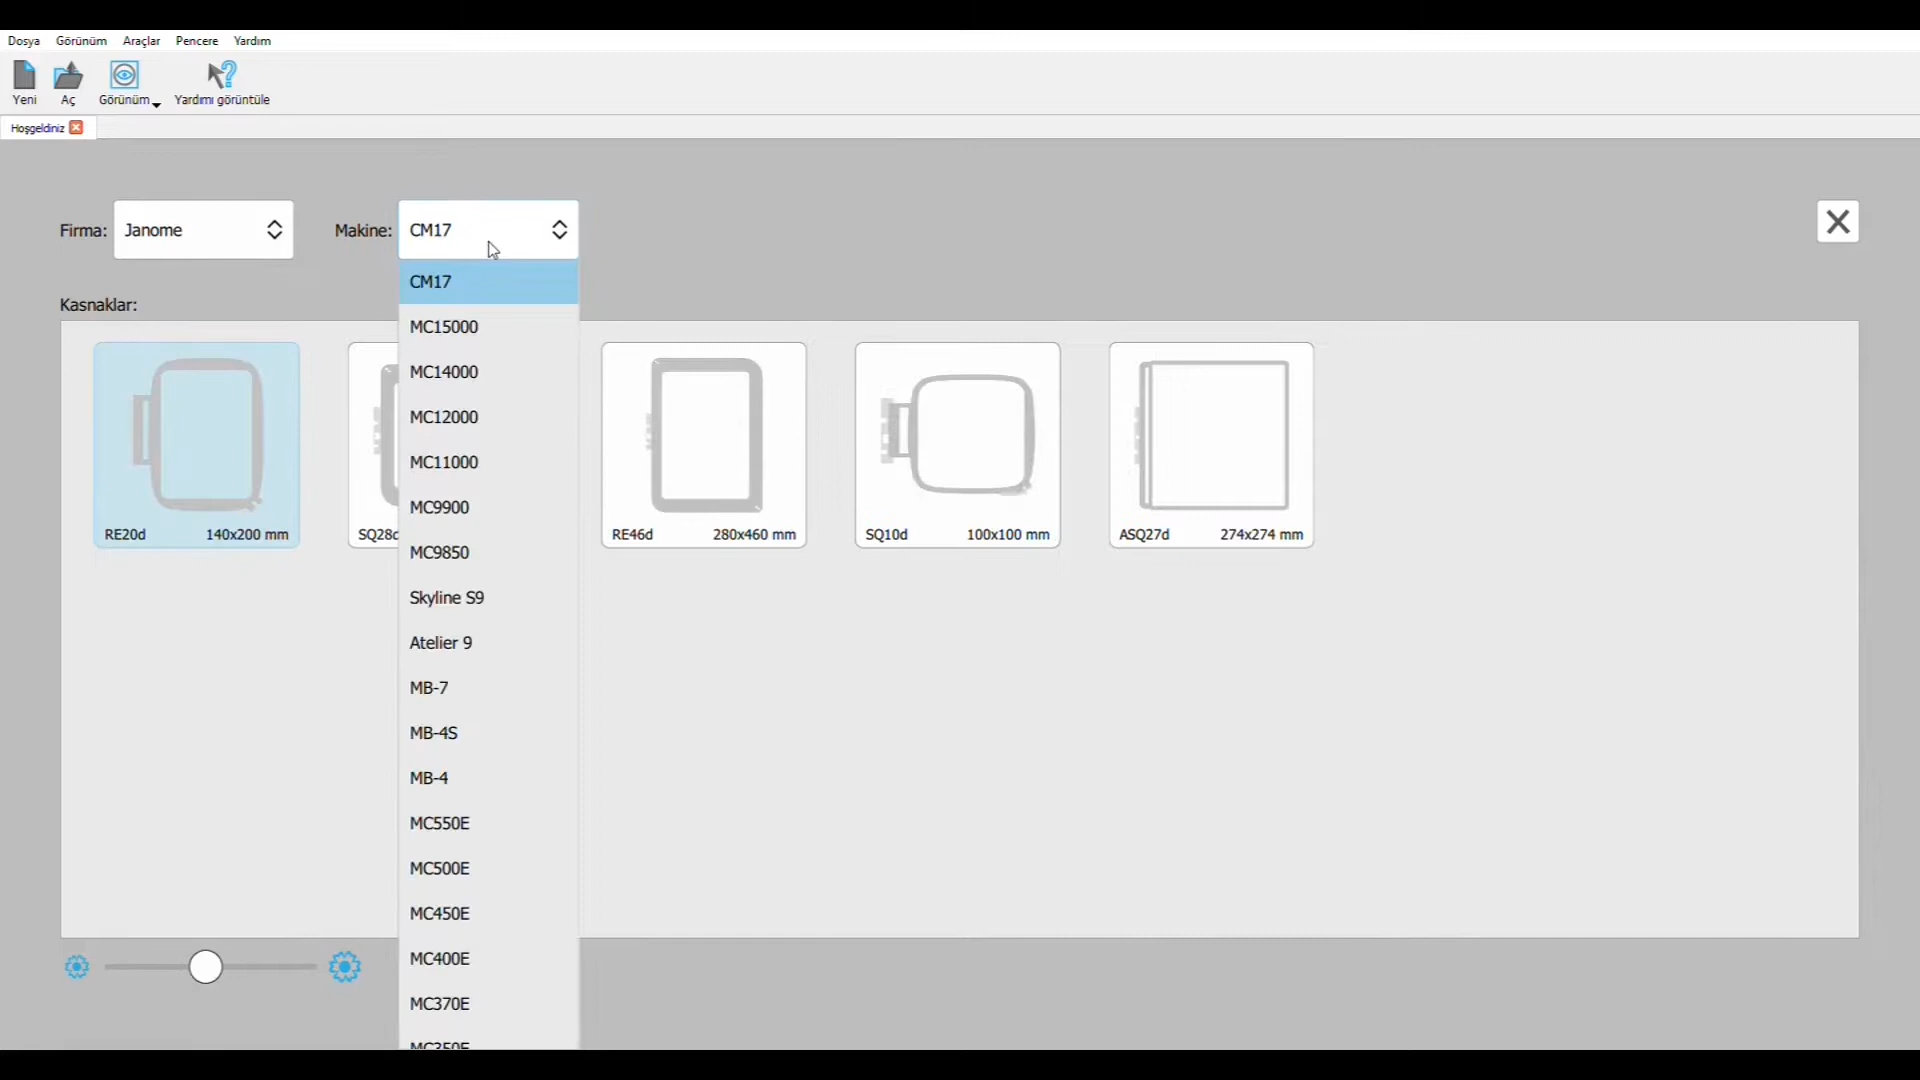 Dosya Görünüm Araçlar Pencere Yardım
Yeni Aç Görünüm Yardımı görüntüle
Hoşgeldiniz
Firma: Janome Makine: CM17
CM17
Kasnaklar:
MC15000
MC14000
MC12000
MC11000
MC9900
RE20d 140x200 mm SQ28d RE46d 280x460 mm SQ10d 100x100 mm ASQ27d 274x274 mm
MC9850
Skyline S9
Atelier 9
MB-7
MB-4S
MB-4
MC550E
MC500E
MC450E
MC400E
MC370E
MC350E